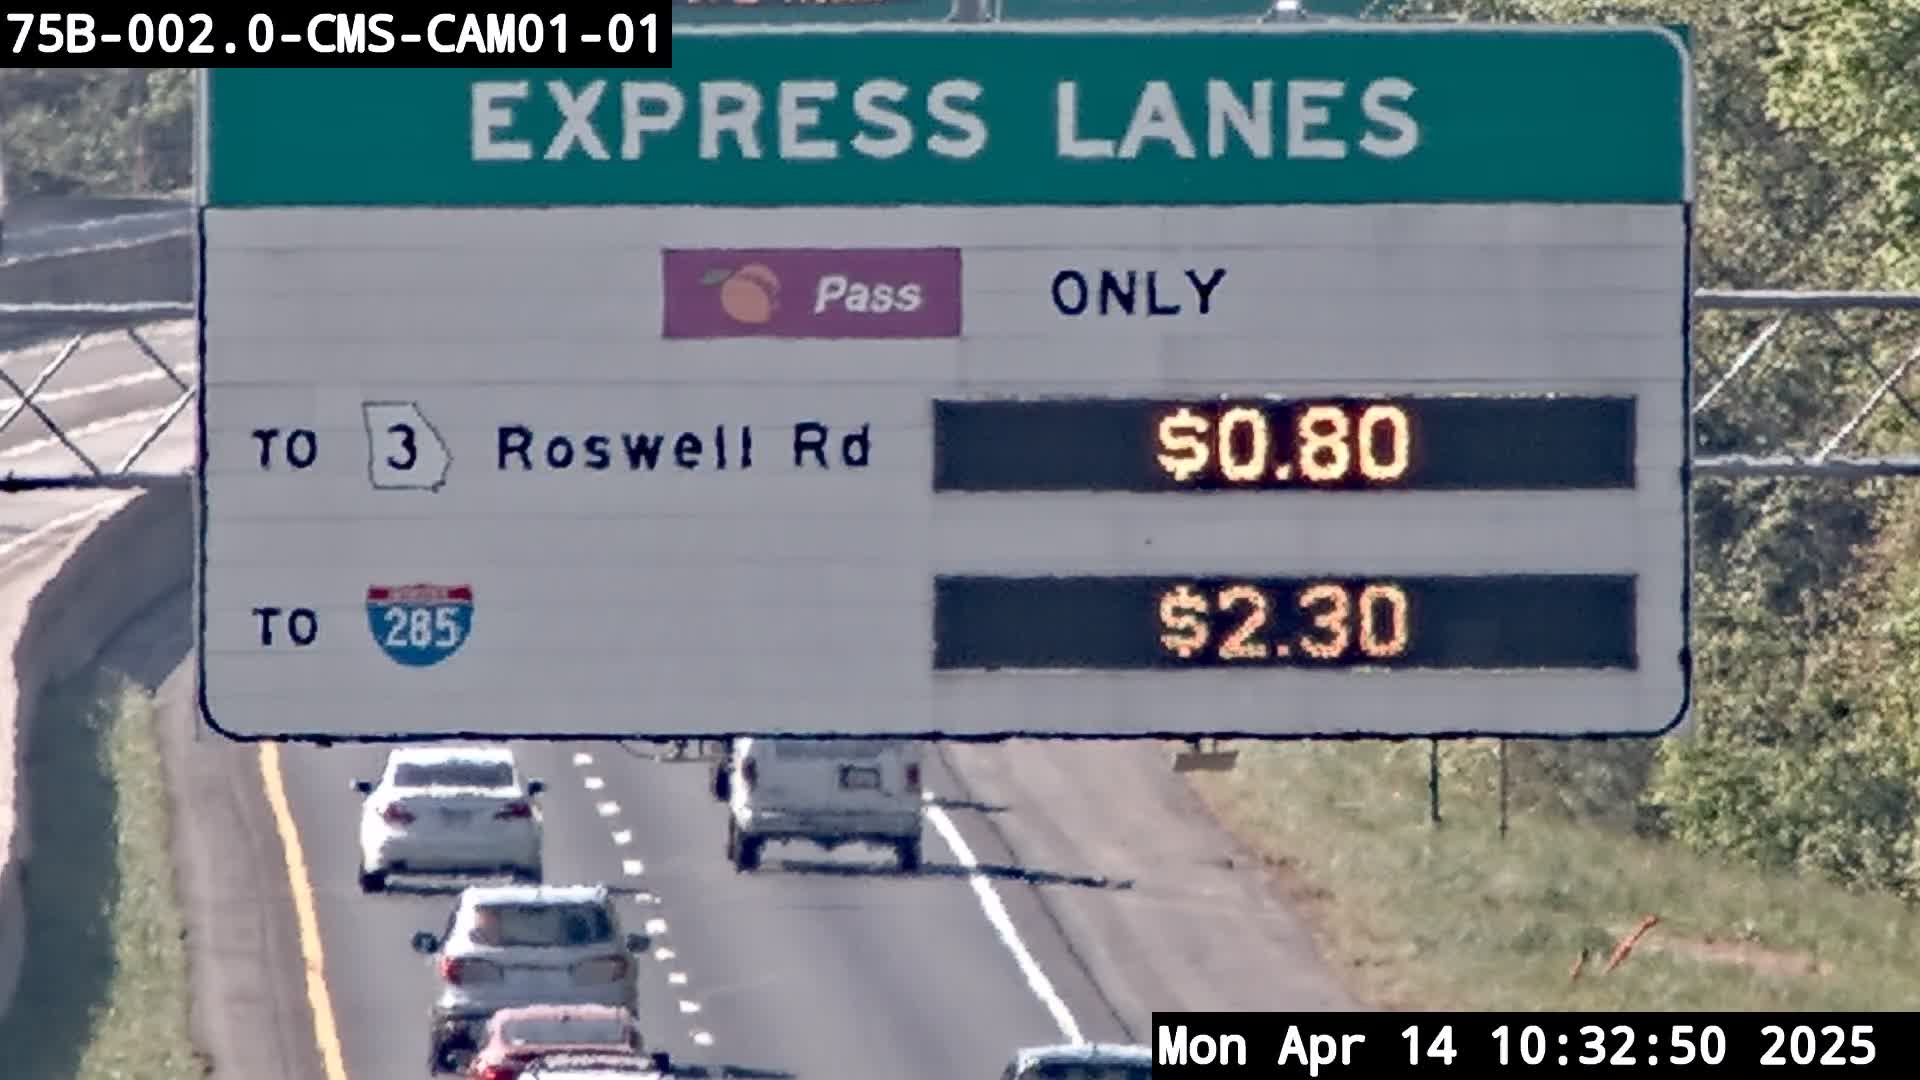 75B-002.0-CMS-CAM01-01
EXPRESS LANES
Pass ONLY
TO 3 Roswell Rd $0.80
TO 285 $2.30
Mon Apr 14 10:32:50 2025